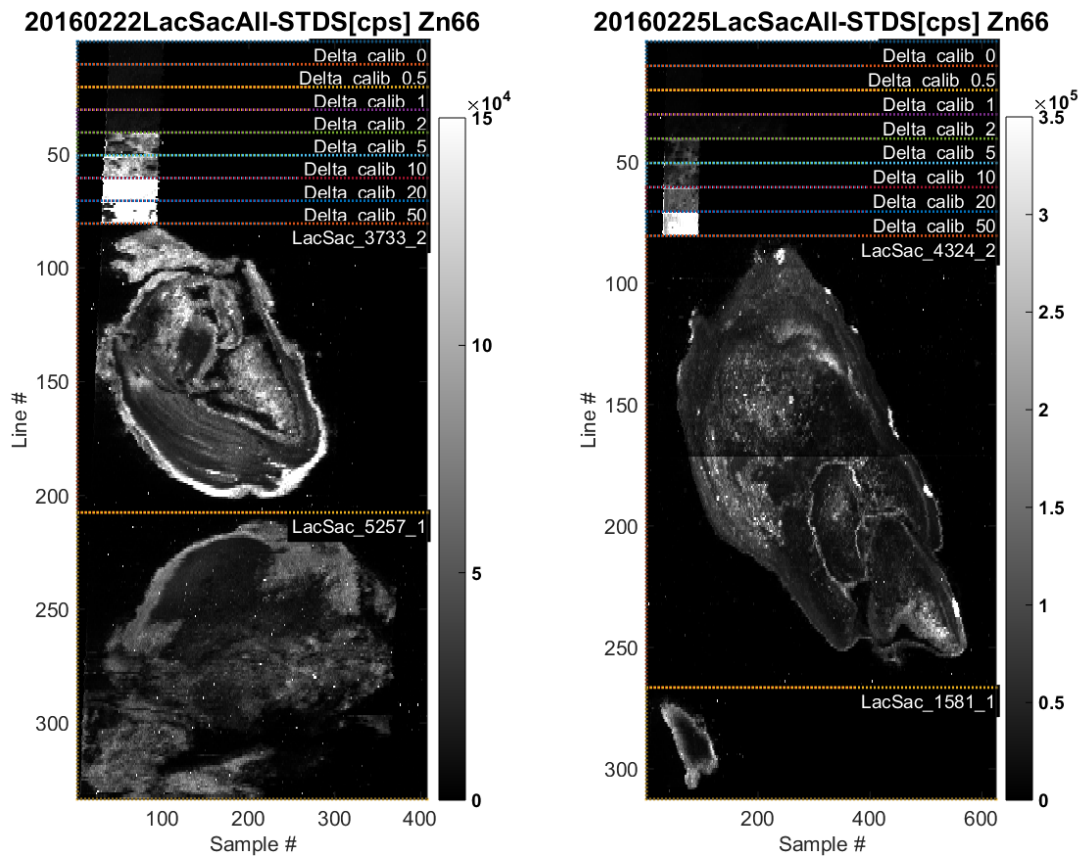 20160222LacSacAll-STDS[cps] Zn66
Delta calib 0
Delta calib 0.5
Delta calib 1
Delta calib 2
Delta calib 5
Delta calib 10
Delta calib 20
Delta calib 50
LacSac_3733_2
LacSac_5257_1
50
100
150
200
250
300
Line #
100
200
300
400
Sample #
×10⁴
15
10
5
0
20160225LacSacAll-STDS[cps] Zn66
Delta calib 0
Delta calib 0.5
Delta calib 1
Delta calib 2
Delta calib 5
Delta calib 10
Delta calib 20
Delta calib 50
LacSac_4324_2
LacSac_1581_1
50
100
150
200
250
300
Line #
200
400
600
Sample #
×10⁵
3.5
3
2.5
2
1.5
1
0.5
0